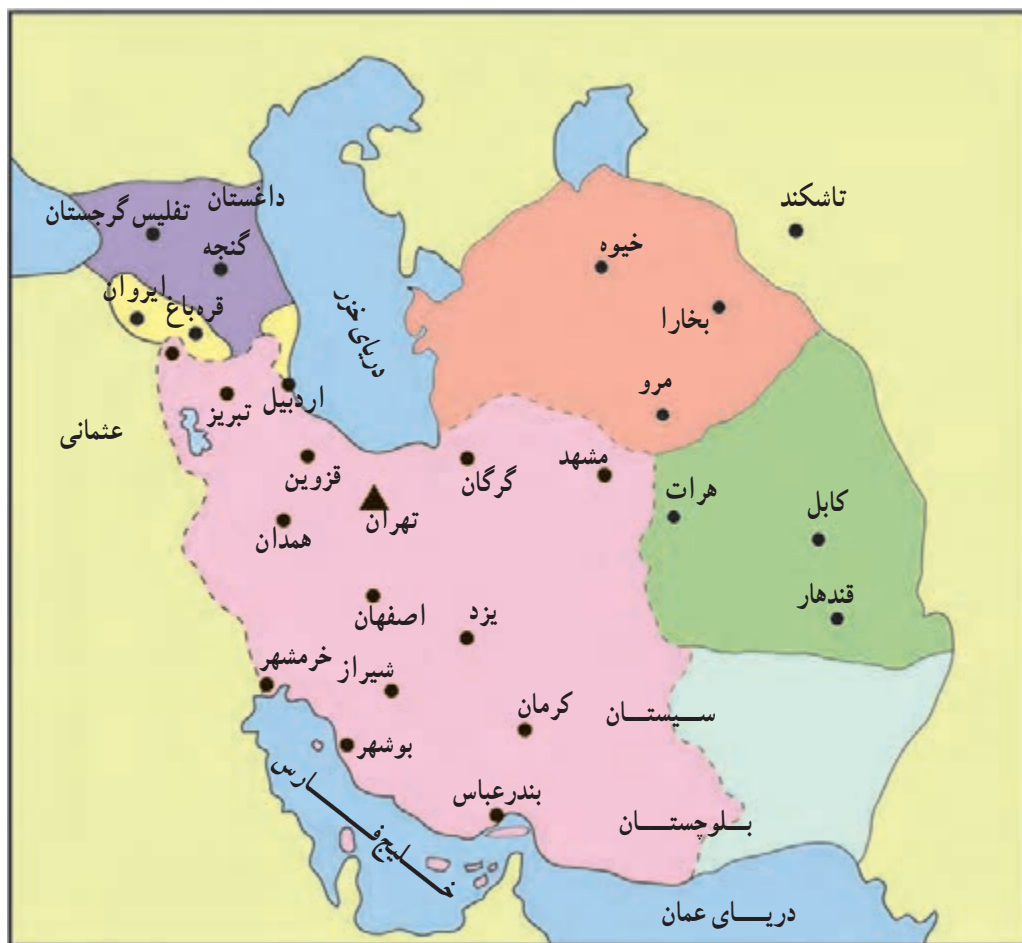 داغستان
تفلیس گرجستان
گنجه
ایروان
قره‌باغ
دریای خزر
خیوه
تاشکند
بخارا
مرو
اردبیل
تبریز
عثمانی
قزوین
گرگان
مشهد
هرات
کابل
تهران
همدان
قندهار
اصفهان
یزد
خرمشهر
شیراز
کرمان
سیستان
بوشهر
خلیج فارس
بندرعباس
بلوچستان
دریای عمان